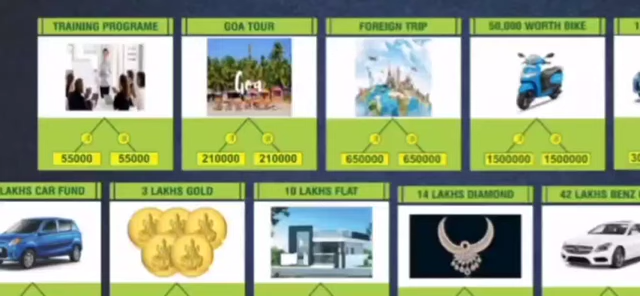 TRAINING PROGRAME
GOA TOUR
FOREIGN TRIP
50,000 WORTH BIKE
Goa
55000 55000
210000 210000
650000 650000
1500000 1500000
LAKHS CAR FUND
3 LAKHS GOLD
10 LAKHS FLAT
14 LAKHS DIAMOND
42 LAKHS BENZ